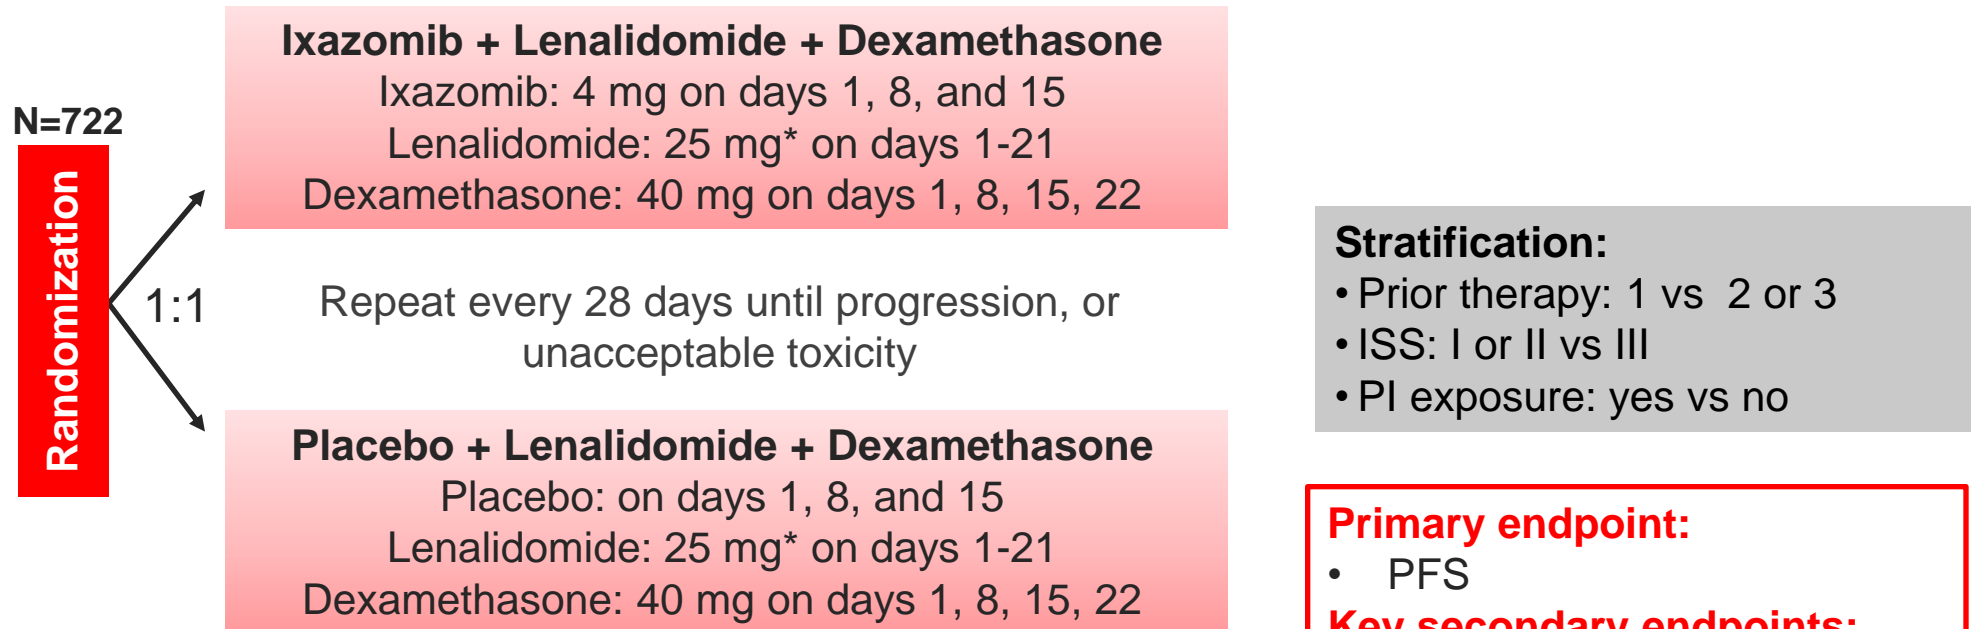 N=722
Randomization
1:1
Ixazomib + Lenalidomide + Dexamethasone
Ixazomib: 4 mg on days 1, 8, and 15
Lenalidomide: 25 mg* on days 1-21
Dexamethasone: 40 mg on days 1, 8, 15, 22
Repeat every 28 days until progression, or
unacceptable toxicity
Placebo + Lenalidomide + Dexamethasone
Placebo: on days 1, 8, and 15
Lenalidomide: 25 mg* on days 1-21
Dexamethasone: 40 mg on days 1, 8, 15, 22
Stratification:
• Prior therapy: 1 vs  2 or 3
• ISS: I or II vs III
• PI exposure: yes vs no
Primary endpoint:
• PFS
Key secondary endpoints: